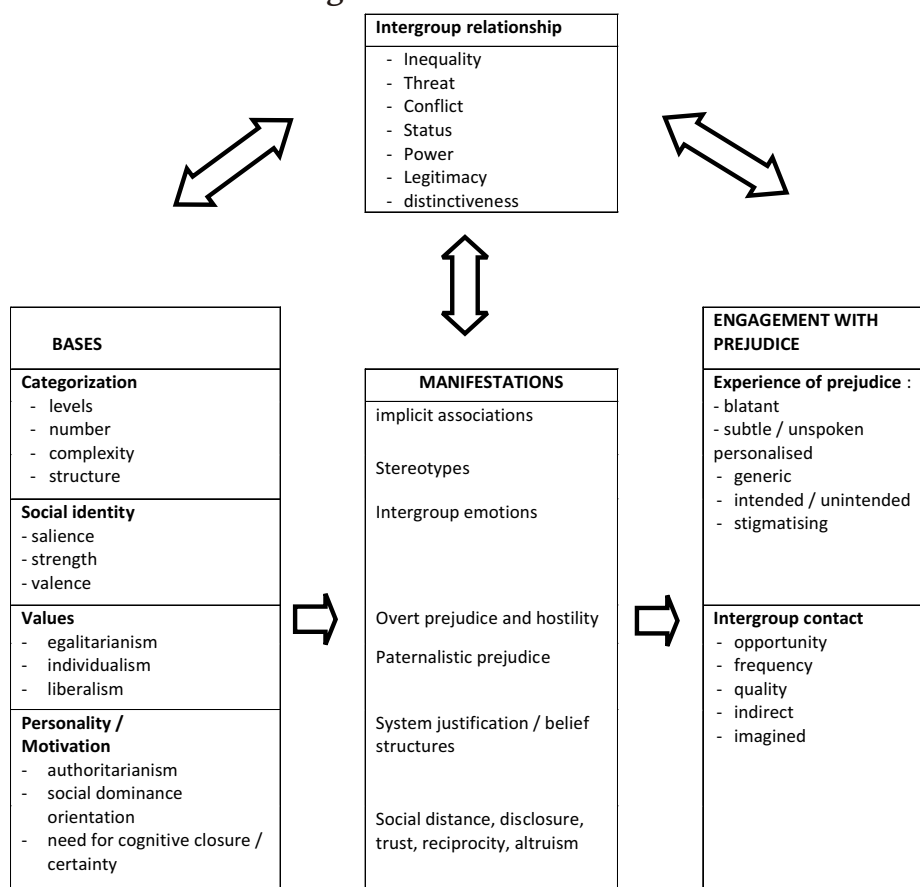 Intergroup relationship
- Inequality
- Threat
- Conflict
- Status
- Power
- Legitimacy
- distinctiveness
BASES
Categorization
- levels
- number
- complexity
- structure
Social identity
- salience
- strength
- valence
Values
- egalitarianism
- individualism
- liberalism
Personality /
Motivation
- authoritarianism
- social dominance
orientation
- need for cognitive closure /
certainty
MANIFESTATIONS
implicit associations
Stereotypes
Intergroup emotions
Overt prejudice and hostility
Paternalistic prejudice
System justification / belief
structures
Social distance, disclosure,
trust, reciprocity, altruism
ENGAGEMENT WITH
PREJUDICE
Experience of prejudice :
- blatant
- subtle / unspoken
personalised
- generic
- intended / unintended
- stigmatising
Intergroup contact
- opportunity
- frequency
- quality
- indirect
- imagined